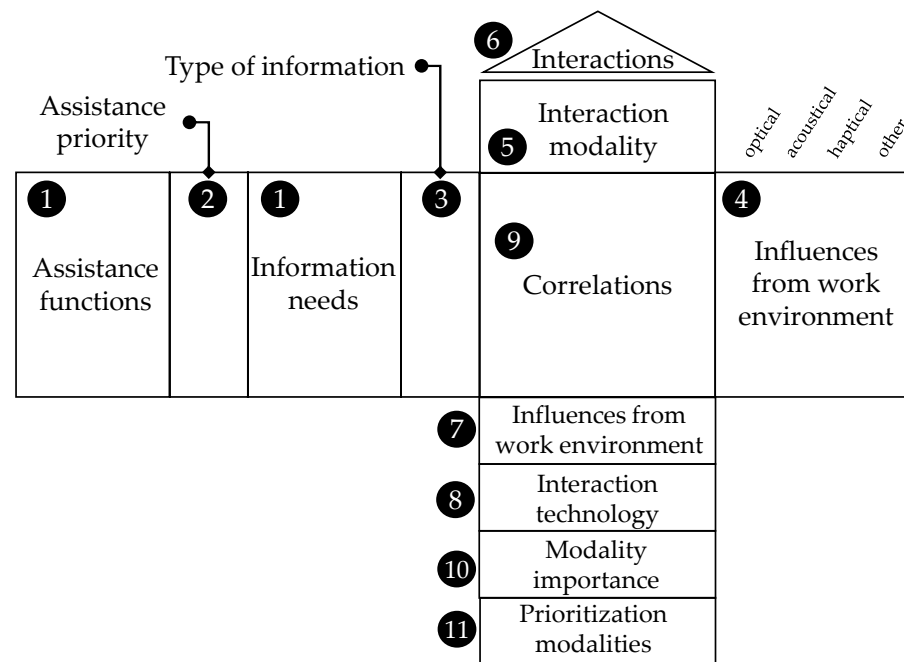 6
Interactions
Type of information
Assistance
priority
Interaction
modality
5
optical
acoustical
haptical
other
1
2
1
3
9
4
Assistance
functions
Information
needs
Correlations
Influences
from work
environment
7
Influences from
work environment
8
Interaction
technology
10
Modality
importance
11
Prioritization
modalities